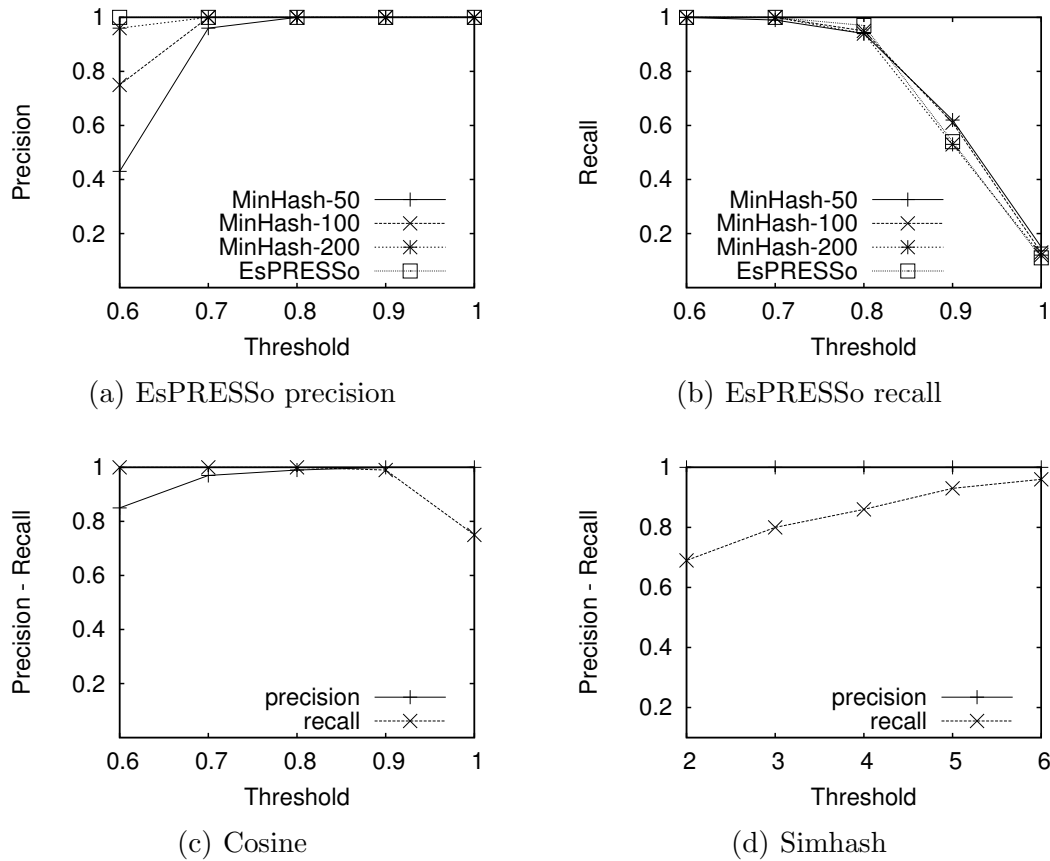 1
0.8
0.6
0.4
0.2
Precision
MinHash-50
MinHash-100
MinHash-200
EsPRESSo
0.6 0.7 0.8 0.9 1
Threshold
(a) EsPRESSo precision
1
0.8
0.6
0.4
0.2
Recall
MinHash-50
MinHash-100
MinHash-200
EsPRESSo
0.6 0.7 0.8 0.9 1
Threshold
(b) EsPRESSo recall
1
0.8
0.6
0.4
0.2
Precision - Recall
precision
recall
0.6 0.7 0.8 0.9 1
Threshold
(c) Cosine
1
0.8
0.6
0.4
0.2
Precision - Recall
precision
recall
2 3 4 5 6
Threshold
(d) Simhash